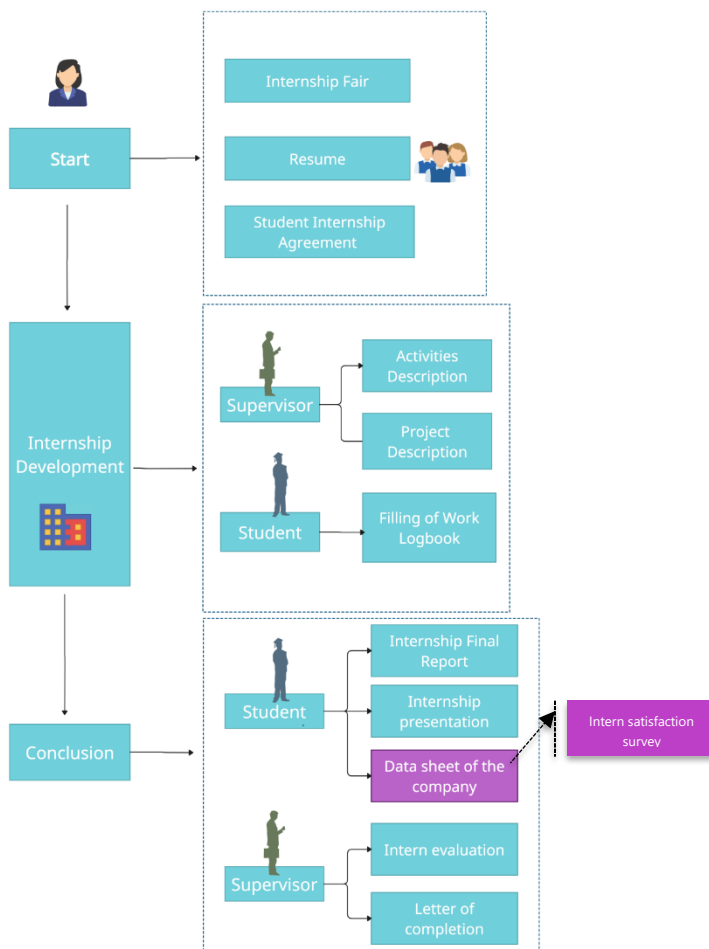 Internship Fair
Start
Resume
Student Internship
Agreement
Internship
Development
Supervisor
Activities
Description
Project
Description
Student
Filling of Work
Logbook
Conclusion
Student
Internship Final
Report
Internship
presentation
Data sheet of the
company
Intern satisfaction
survey
Supervisor
Intern evaluation
Letter of
completion